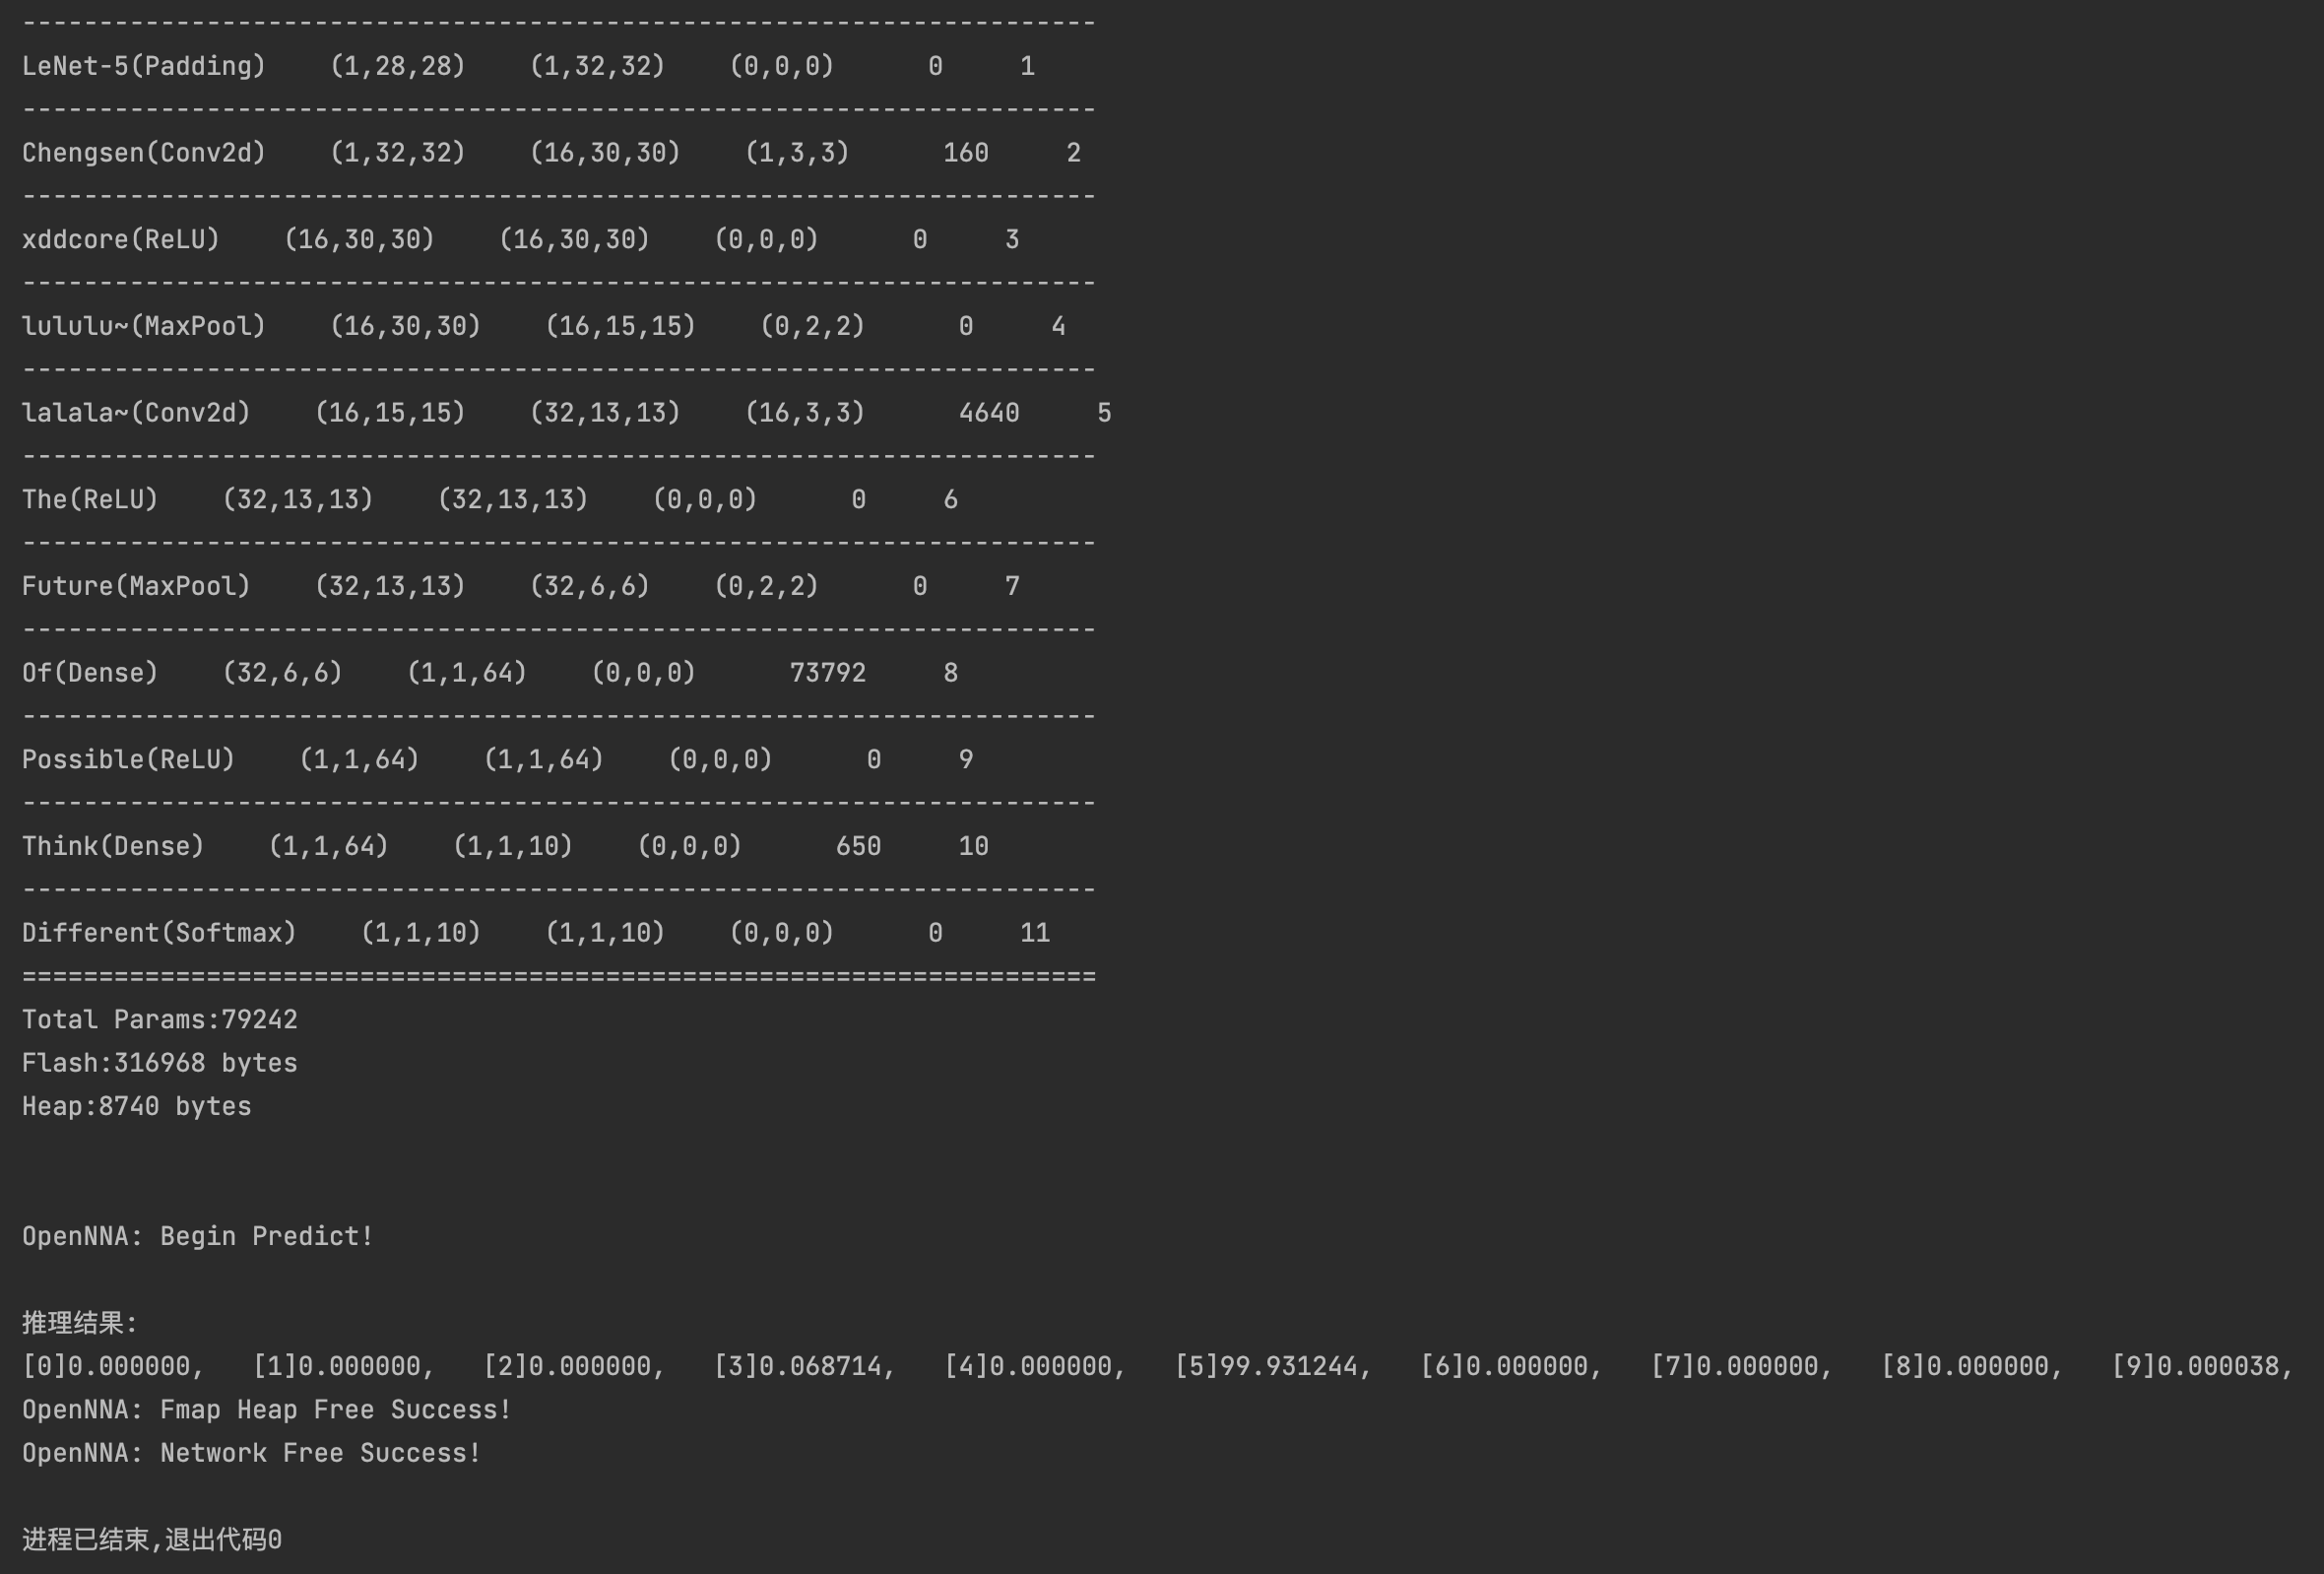 ----------------------------------------------------------------------
LeNet-5(Padding)    (1,28,28)    (1,32,32)    (0,0,0)      0     1
----------------------------------------------------------------------
Chengsen(Conv2d)    (1,32,32)    (16,30,30)    (1,3,3)      160     2
----------------------------------------------------------------------
xddcore(ReLU)    (16,30,30)    (16,30,30)    (0,0,0)      0     3
----------------------------------------------------------------------
lululu~(MaxPool)    (16,30,30)    (16,15,15)    (0,2,2)      0     4
----------------------------------------------------------------------
lalala~(Conv2d)    (16,15,15)    (32,13,13)    (16,3,3)      4640     5
----------------------------------------------------------------------
The(ReLU)    (32,13,13)    (32,13,13)    (0,0,0)      0     6
----------------------------------------------------------------------
Future(MaxPool)    (32,13,13)    (32,6,6)    (0,2,2)      0     7
----------------------------------------------------------------------
Of(Dense)    (32,6,6)    (1,1,64)    (0,0,0)      73792     8
----------------------------------------------------------------------
Possible(ReLU)    (1,1,64)    (1,1,64)    (0,0,0)      0     9
----------------------------------------------------------------------
Think(Dense)    (1,1,64)    (1,1,10)    (0,0,0)      650     10
----------------------------------------------------------------------
Different(Softmax)    (1,1,10)    (1,1,10)    (0,0,0)      0     11
======================================================================
Total Params:79242
Flash:316968 bytes
Heap:8740 bytes
OpenNNA: Begin Predict!
推理结果:
[0]0.000000,   [1]0.000000,   [2]0.000000,   [3]0.068714,   [4]0.000000,   [5]99.931244,   [6]0.000000,   [7]0.000000,   [8]0.000000,   [9]0.000038,
OpenNNA: Fmap Heap Free Success!
OpenNNA: Network Free Success!
进程已结束,退出代码0